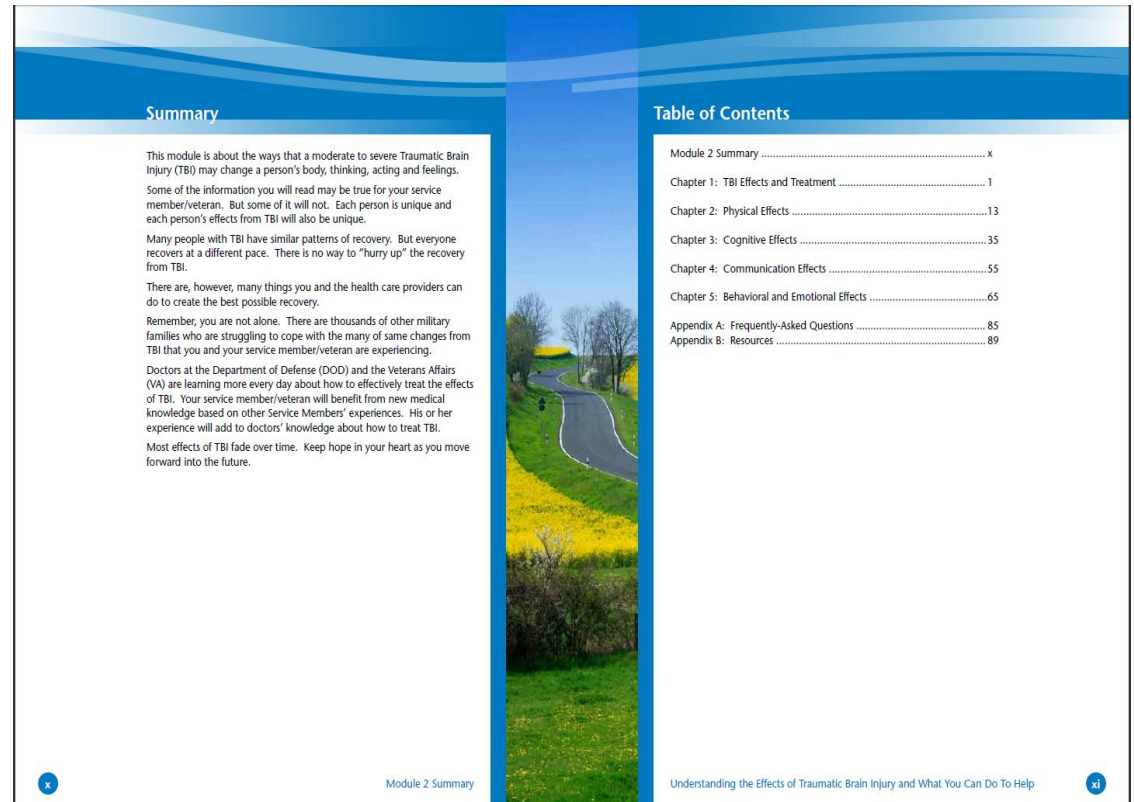 Summary
This module is about the ways that a moderate to severe Traumatic Brain
Injury (TBI) may change a person's body, thinking, acting and feelings.
Some of the information you will read may be true for your service
member/veteran. But some of it will not. Each person is unique and
each person's effects from TBI will also be unique.
Many people with TBI have similar patterns of recovery. But everyone
recovers at a different pace. There is no way to “hurry up” the recovery
from TBI.
There are, however, many things you and the health care providers can
do to create the best possible recovery.
Remember, you are not alone. There are thousands of other military
families who are struggling to cope with the many of same changes from
TBI that you and your service member/veteran are experiencing.
Doctors at the Department of Defense (DOD) and the Veterans Affairs
(VA) are learning more every day about how to effectively treat the effects
of TBI. Your service member/veteran will benefit from new medical
knowledge based on other Service Members' experiences. His or her
experience will add to doctors' knowledge about how to treat TBI.
Most effects of TBI fade over time. Keep hope in your heart as you move
forward into the future.
x
Module 2 Summary
Table of Contents
Module 2 Summary ............................................................................. x
Chapter 1: TBI Effects and Treatment .................................................. 1
Chapter 2: Physical Effects ...................................................................13
Chapter 3: Cognitive Effects ................................................................ 35
Chapter 4: Communication Effects ...................................................... 55
Chapter 5: Behavioral and Emotional Effects ........................................65
Appendix A: Frequently-Asked Questions ............................................ 85
Appendix B: Resources ........................................................................ 89
Understanding the Effects of Traumatic Brain Injury and What You Can Do To Help
xi